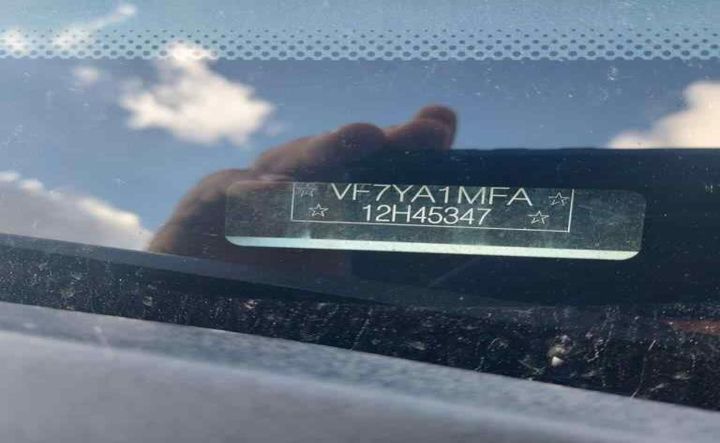 ☆ VF7YA1MFA ☆
☆ 12H45347 ☆